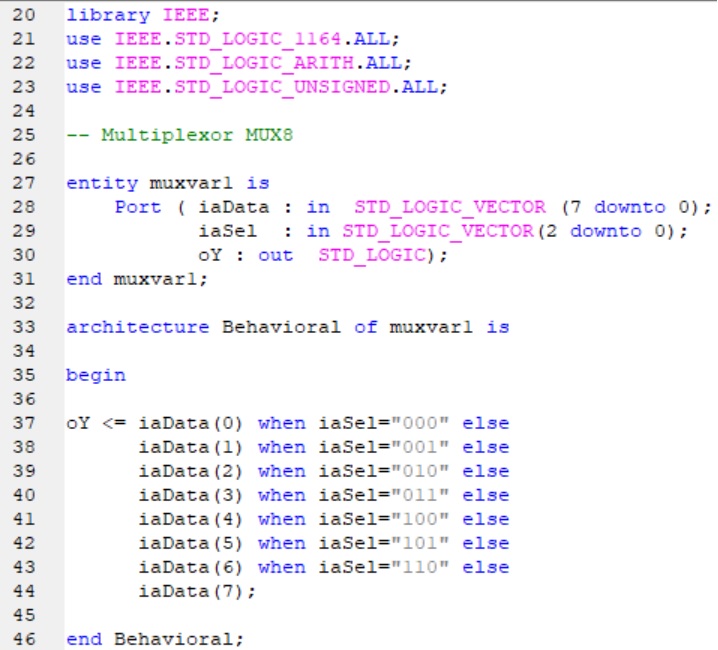 20 library IEEE;
21 use IEEE.STD_LOGIC_1164.ALL;
22 use IEEE.STD_LOGIC_ARITH.ALL;
23 use IEEE.STD_LOGIC_UNSIGNED.ALL;
24
25 -- Multiplexor MUX8
26
27 entity muxvar1 is
28     Port ( iaData : in  STD_LOGIC_VECTOR (7 downto 0);
29            iaSel  : in STD_LOGIC_VECTOR(2 downto 0);
30            oY : out  STD_LOGIC);
31 end muxvar1;
32
33 architecture Behavioral of muxvar1 is
34
35 begin
36
37 oY <= iaData(0) when iaSel="000" else
38       iaData(1) when iaSel="001" else
39       iaData(2) when iaSel="010" else
40       iaData(3) when iaSel="011" else
41       iaData(4) when iaSel="100" else
42       iaData(5) when iaSel="101" else
43       iaData(6) when iaSel="110" else
44       iaData(7);
45
46 end Behavioral;